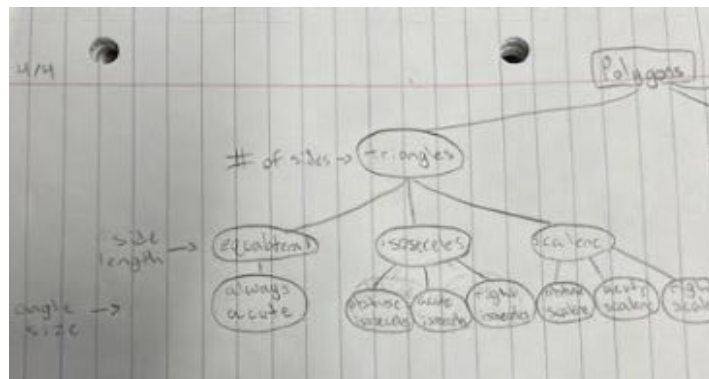 4/4
Polygons
# of sides → triangles
side
length →
equilateral
isosceles
scalene
angle →
size
always
acute
obtuse
isosceles
acute
isosceles
right
isosceles
obtuse
scalene
acute
scalene
right
scalene